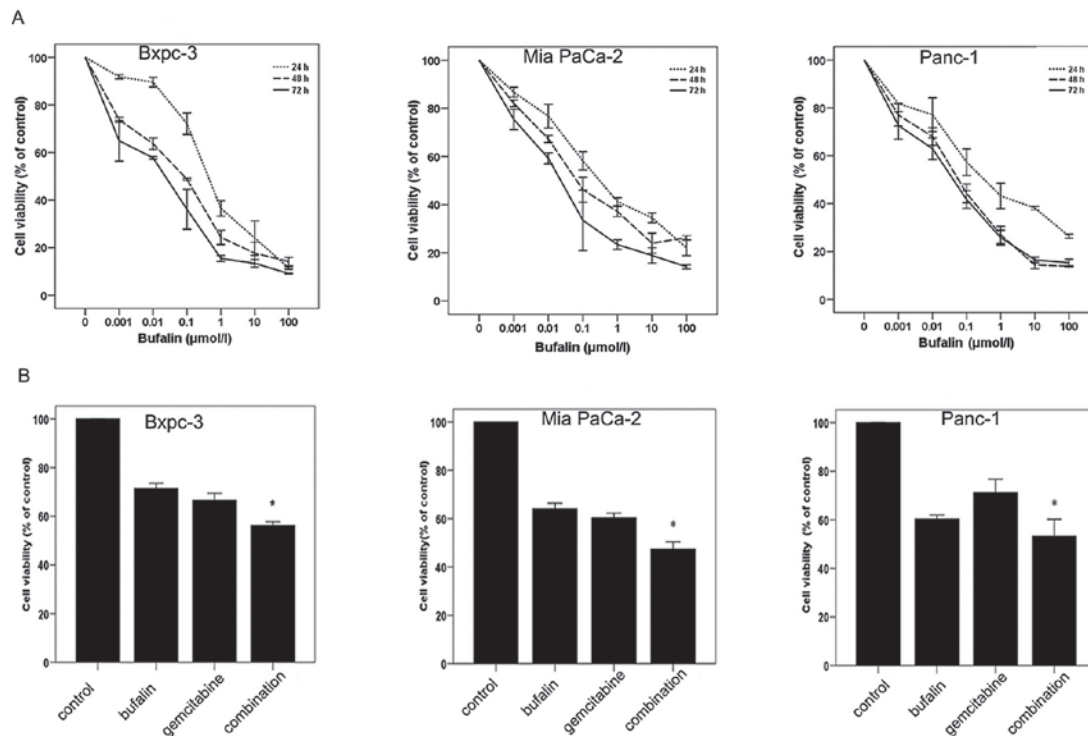 A
Bxpc-3
24 h
48 h
72 h
Cell viability (% of control)
100
80
60
40
20
0
0 0.001 0.01 0.1 1 10 100
Bufalin (µmol/l)
Mia PaCa-2
24 h
48 h
72 h
Cell viability (% of control)
100
80
60
40
20
0
0 0.001 0.01 0.1 1 10 100
Bufalin (µmol/l)
Panc-1
24 h
48 h
72 h
Cell viability (% 0f control)
100
80
60
40
20
0
0 0.001 0.01 0.1 1 10 100
Bufalin (µmol/l)
B
Bxpc-3
Cell viability (% of control)
100
80
60
40
20
0
*
control bufalin gemcitabine combination
Mia PaCa-2
Cell viability(% of control)
100
80
60
40
20
0
*
control bufalin gemcitabine combination
Panc-1
Cell viability (% of control)
100
80
60
40
20
0
*
control bufalin gemcitabine combination